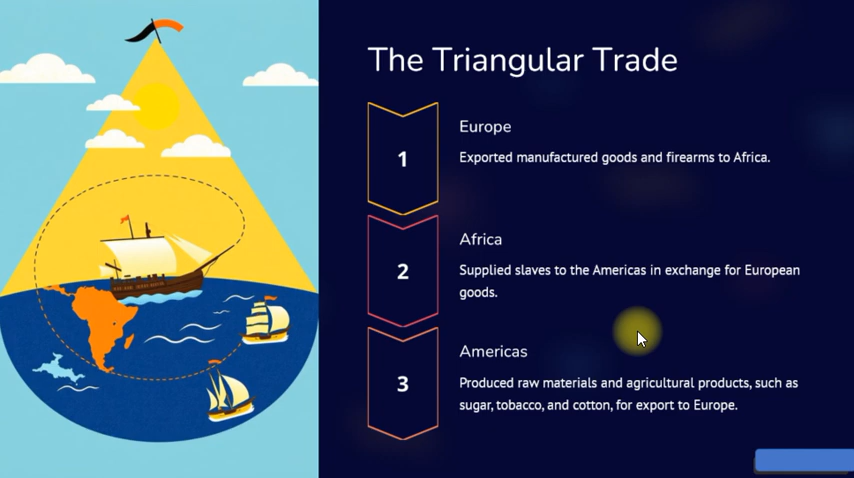 The Triangular Trade
1
Europe
Exported manufactured goods and firearms to Africa.
2
Africa
Supplied slaves to the Americas in exchange for European
goods.
3
Americas
Produced raw materials and agricultural products, such as
sugar, tobacco, and cotton, for export to Europe.